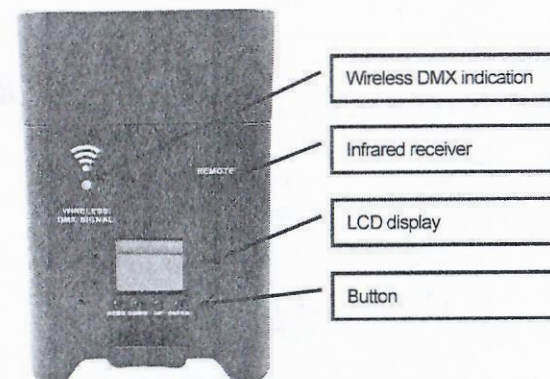 Wireless DMX indication
Infrared receiver
REMOTE
WIRELESS
DMX SIGNAL
LCD display
Button